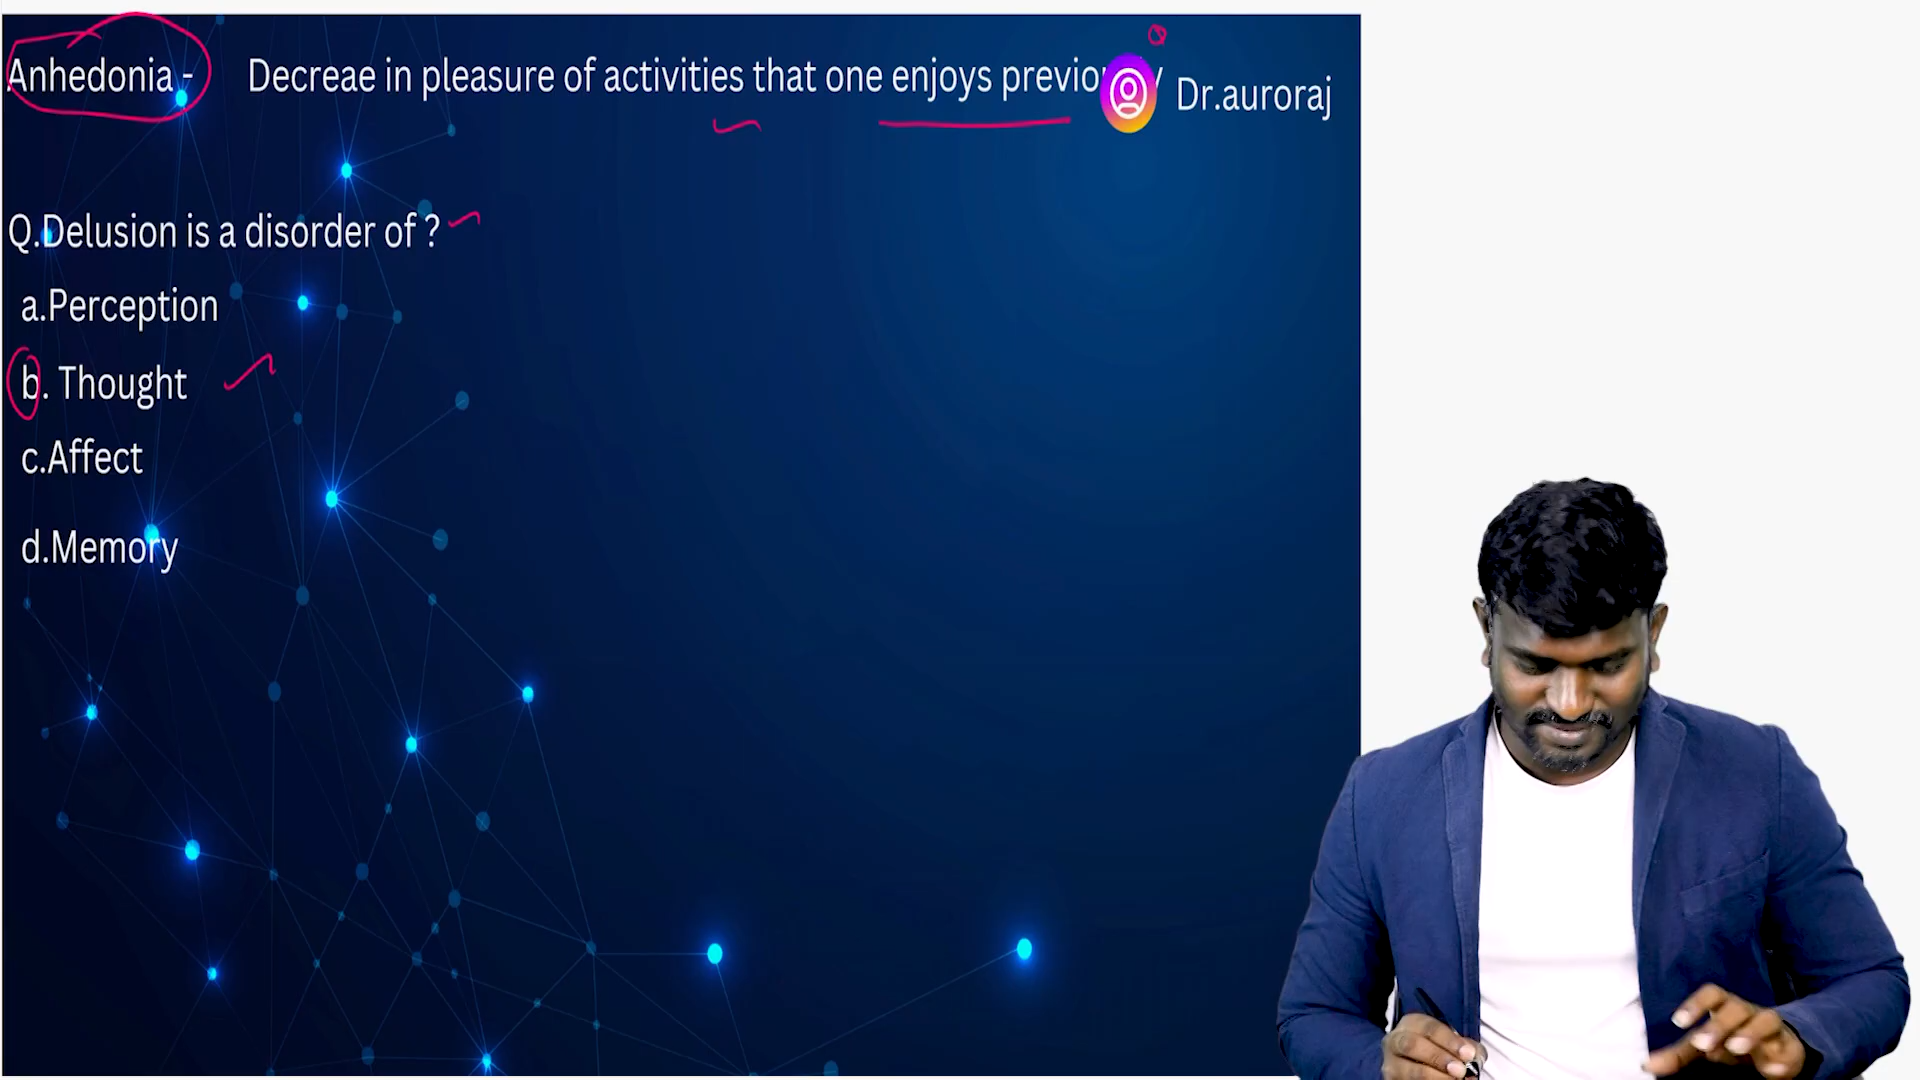 Anhedonia - Decreae in pleasure of activities that one enjoys
Dr.auroraj
Q.Delusion is a disorder of ?
a.Perception
b. Thought
c.Affect
d.Memory